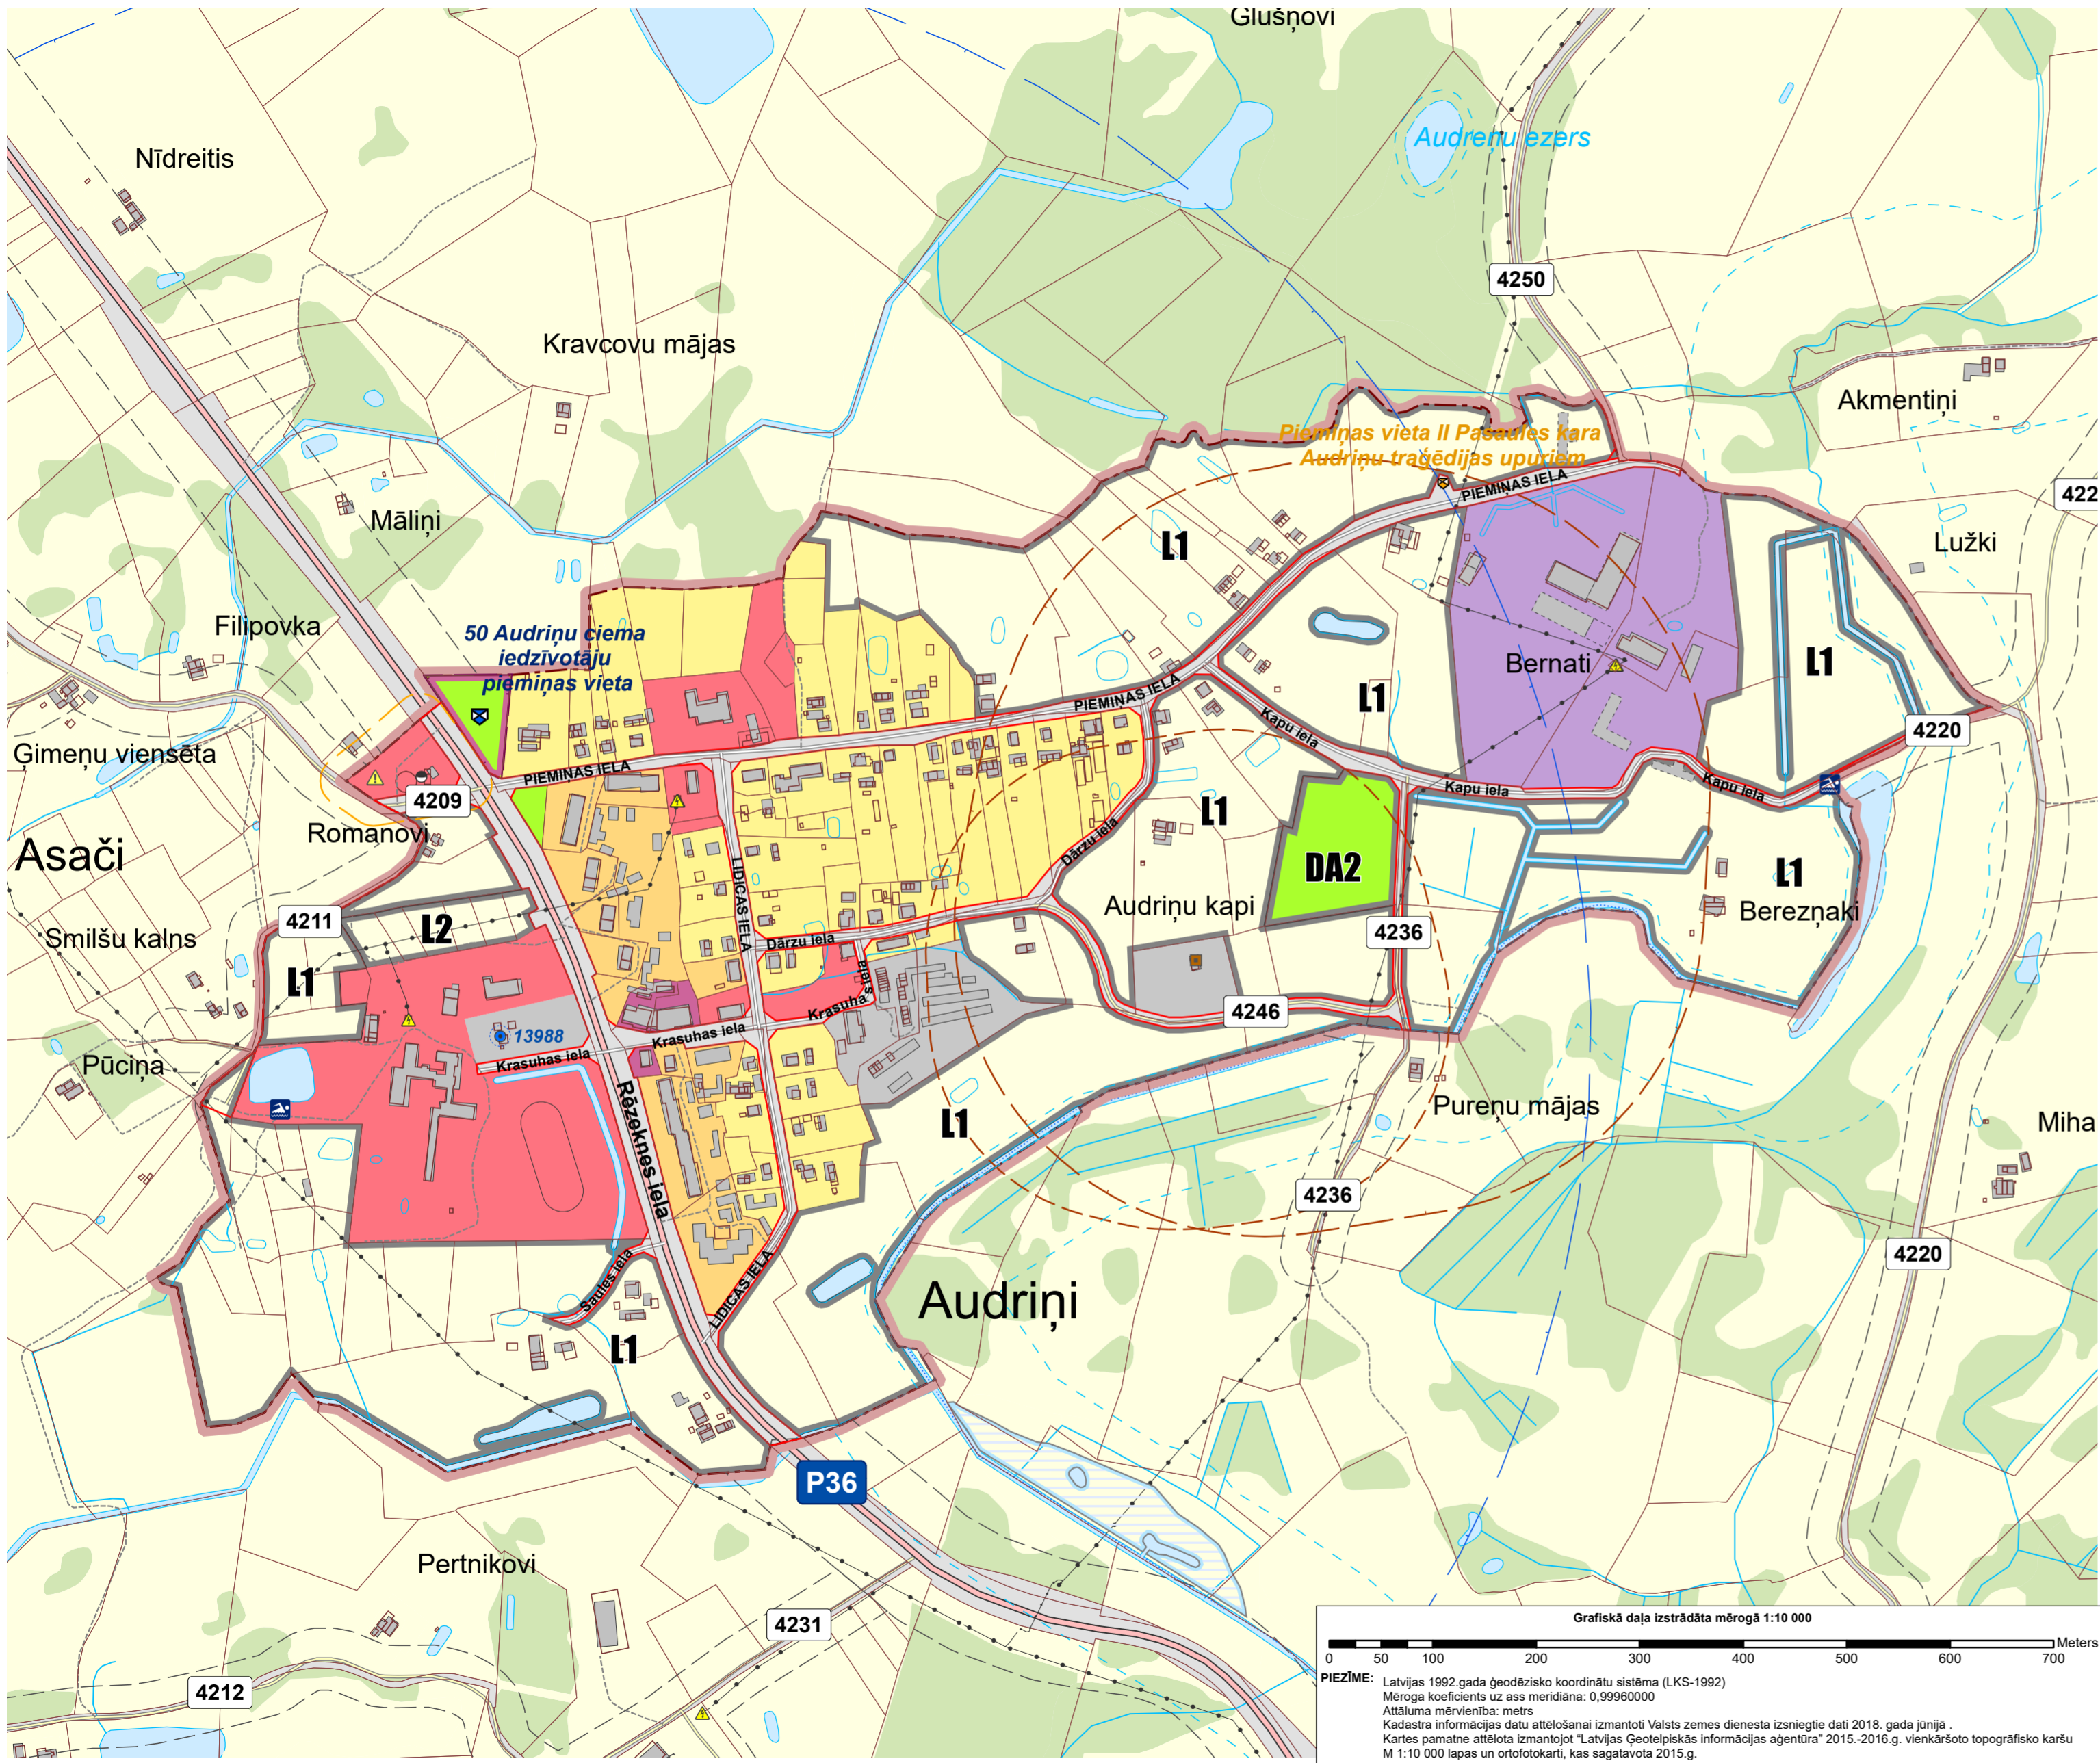 Glušņovi
Audreņu ezers
Nīdreitis
4250
Kravcovu mājas
Akmentiņi
Piemiņas vieta II Pasaules kara
Audriņu traģēdijas upuriem
PIEMIŅAS IELA
422
Māliņi
L1
Lužki
Filipovka
50 Audriņu ciema
iedzīvotāju
piemiņas vieta
Bernati
L1
L1
PIEMIŅAS IELA
Kapu iela
4220
Ģimeņu viensēta
PIEMIŅAS IELA
4209
Kapu iela
Kapu iela
L1
Romanovi
Asači
Dārzu iela
DA2
L1
LIDICAS IELA
Audriņu kapi
Berezņaki
4211
L2
4236
Smilšu kalns
Dārzu iela
L1
s iela
Krasuha
4246
13988
Krasuhas iela
Krasuhas iela
Pūciņa
Rēzeknes iela
L1
Pureņu mājas
Miha
4236
4220
Saules iela
LIDICAS IELA
Audriņi
L1
P36
Pertnikovi
4231
4212
Grafiskā daļa izstrādāta mērogā 1:10 000
Meters
0 50 100 200 300 400 500 600 700
PIEZĪME: Latvijas 1992.gada ģeodēzisko koordinātu sistēma (LKS-1992)
Mēroga koeficients uz ass meridiāna: 0,99960000
Attāluma mērvienība: metrs
Kadastra informācijas datu attēlošanai izmantoti Valsts zemes dienesta izsniegtie dati 2018. gada jūnijā .
Kartes pamatne attēlota izmantojot “Latvijas Ģeotelpiskās informācijas aģentūra” 2015.-2016.g. vienkāršoto topogrāfisko karšu
M 1:10 000 lapas un ortofotokarti, kas sagatavota 2015.g.